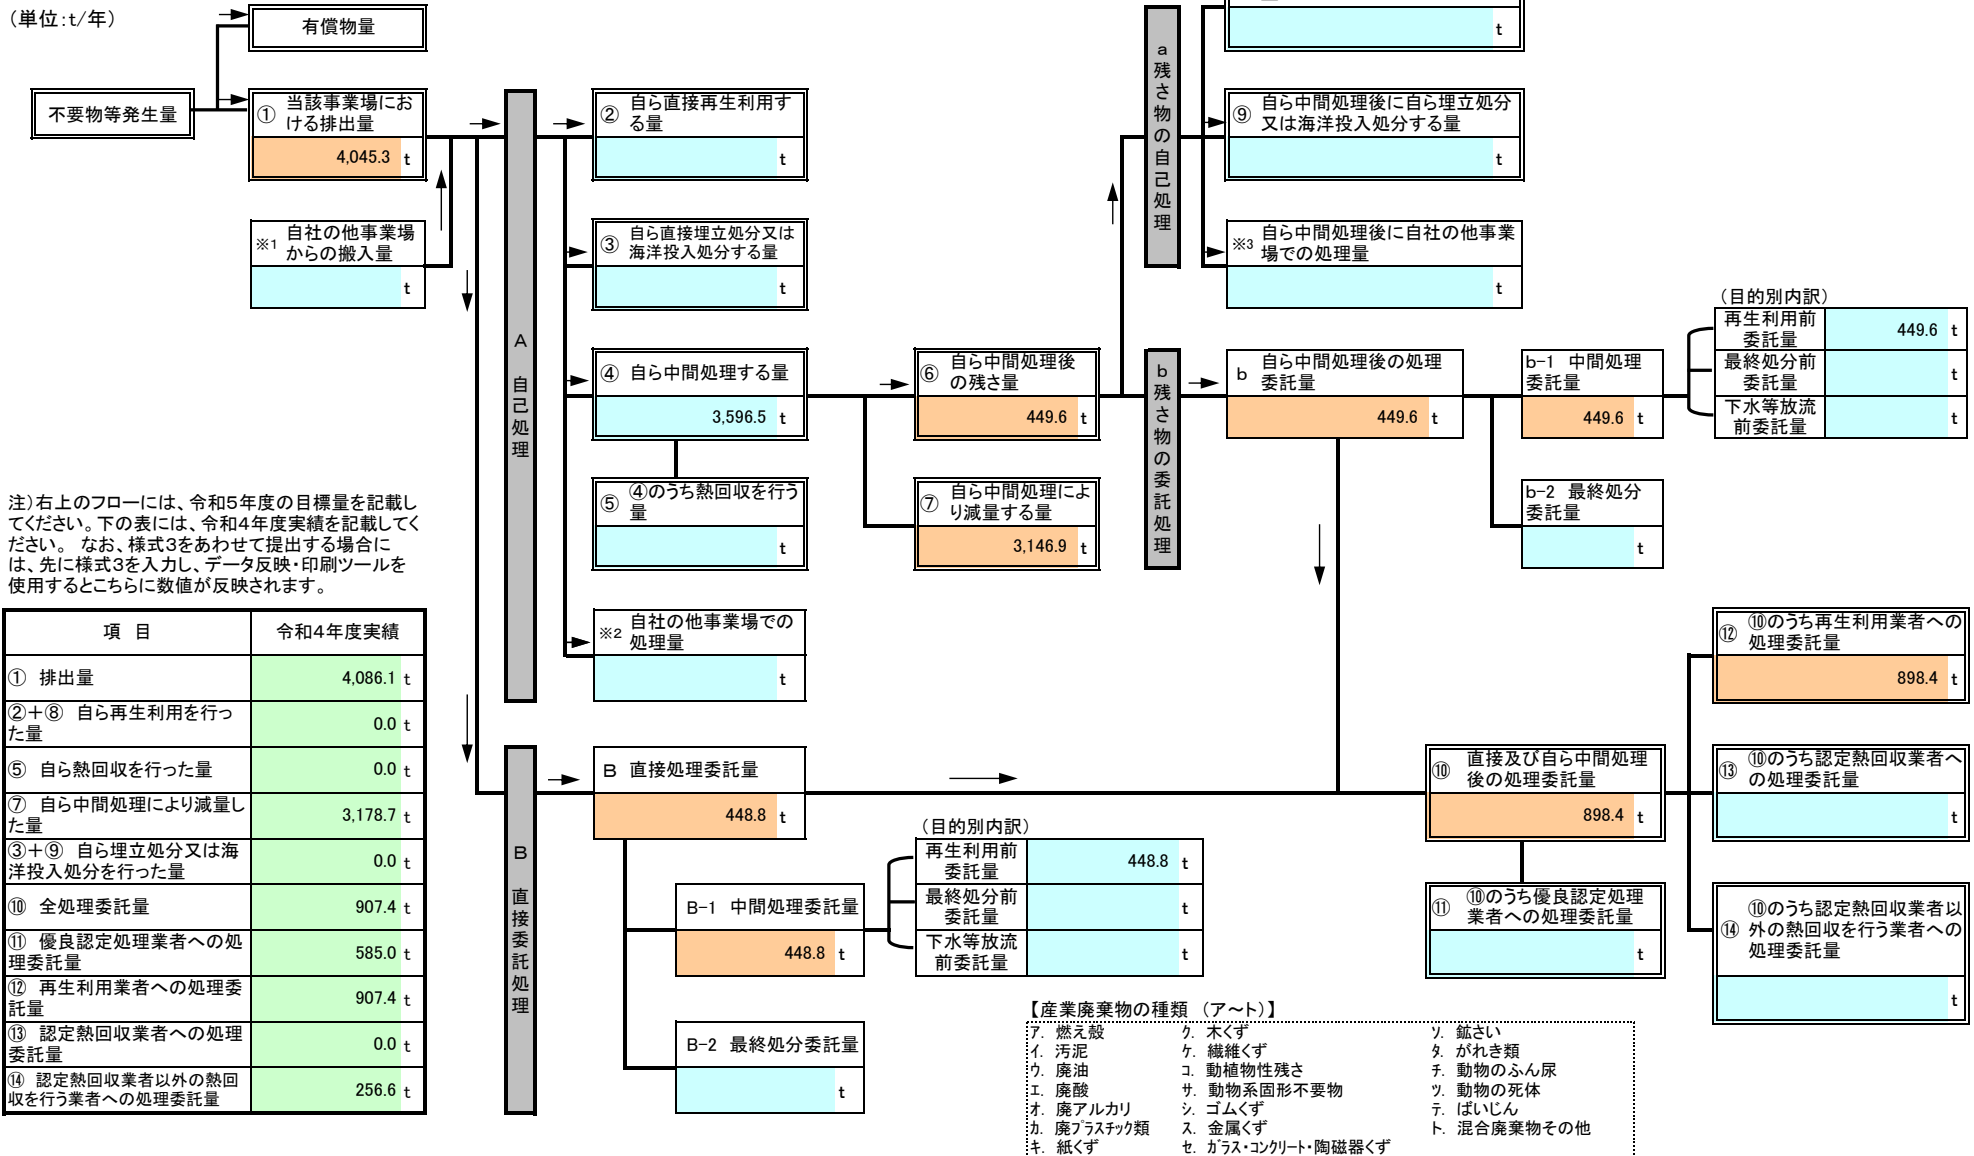 （単位：t/年）
有償物量
不要物等発生量
① 当該事業場にお
ける排出量
4,045.3 t
※1 自社の他事業場
からの搬入量
t
A 自己処理
② 自ら直接再生利用す
る量
t
③ 自ら直接埋立処分又は
海洋投入処分する量
t
④ 自ら中間処理する量
3,596.5 t
⑤ ④のうち熱回収を行う
量
t
※2 自社の他事業場での
処理量
t
⑥ 自ら中間処理後
の残さ量
449.6 t
⑦ 自ら中間処理によ
り減量する量
3,146.9 t
a 残さ物の自己処理
t
⑨ 自ら中間処理後に自ら埋立処分
又は海洋投入処分する量
t
※3 自ら中間処理後に自社の他事業
場での処理量
t
b 残さ物の委託処理
b 自ら中間処理後の処理
委託量
449.6 t
b-1 中間処理
委託量
449.6 t
b-2 最終処分
委託量
t
（目的別内訳）
再生利用前
委託量
449.6 t
最終処分前
委託量
t
下水等放流
前委託量
t
注）右上のフローには、令和５年度の目標量を記載し
てください。下の表には、令和４年度実績を記載してく
ださい。 なお、様式３をあわせて提出する場合に
は、先に様式３を入力し、データ反映・印刷ツールを
使用するとこちらに数値が反映されます。
項 目 令和４年度実績
① 排出量 4,086.1 t
②＋⑧ 自ら再生利用を行っ
た量
0.0 t
⑤ 自ら熱回収を行った量 0.0 t
⑦ 自ら中間処理により減量し
た量
3,178.7 t
③＋⑨ 自ら埋立処分又は海
洋投入処分を行った量
0.0 t
⑩ 全処理委託量 907.4 t
⑪ 優良認定処理業者への処
理委託量
585.0 t
⑫ 再生利用業者への処理委
託量
907.4 t
⑬ 認定熱回収業者への処理
委託量
0.0 t
⑭ 認定熱回収業者以外の熱回
収を行う業者への処理委託量
256.6 t
B 直接委託処理
B 直接処理委託量
448.8 t
B-1 中間処理委託量
448.8 t
B-2 最終処分委託量
t
（目的別内訳）
再生利用前
委託量
448.8 t
最終処分前
委託量
t
下水等放流
前委託量
t
⑩ 直接及び自ら中間処理
後の処理委託量
898.4 t
⑪ ⑩のうち優良認定処理
業者への処理委託量
t
⑫ ⑩のうち再生利用業者への
処理委託量
898.4 t
⑬ ⑩のうち認定熱回収業者へ
の処理委託量
t
⑭ ⑩のうち認定熱回収業者以
外の熱回収を行う業者への
処理委託量
t
【産業廃棄物の種類 （ア～ト）】
ｱ. 燃え殻 ｸ. 木くず ｿ. 鉱さい
ｲ. 汚泥 ｹ. 繊維くず ﾀ. がれき類
ｳ. 廃油 ｺ. 動植物性残さ ﾁ. 動物のふん尿
ｴ. 廃酸 ｻ. 動物系固形不要物 ﾂ. 動物の死体
ｵ. 廃アルカリ ｼ. ゴムくず ﾃ. ばいじん
ｶ. 廃ﾌﾟﾗｽﾁｯｸ類 ｽ. 金属くず ﾄ. 混合廃棄物その他
ｷ. 紙くず ｾ. ｶﾞﾗｽ・ｺﾝｸﾘｰﾄ・陶磁器くず